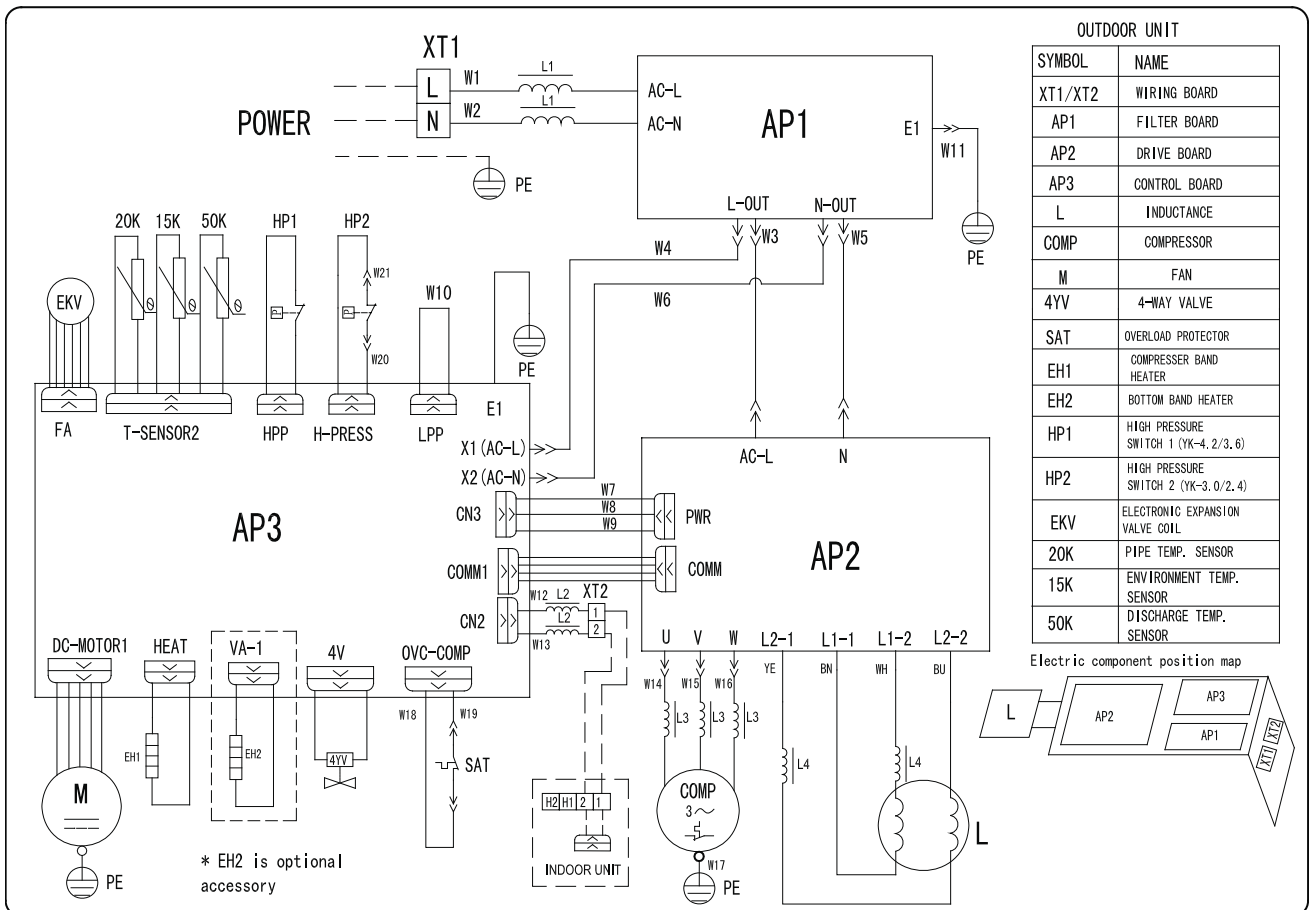 OUTDOOR UNIT
SYMBOL NAME
XT1/XT2 WIRING BOARD
AP1 FILTER BOARD
AP2 DRIVE BOARD
AP3 CONTROL BOARD
L INDUCTANCE
COMP COMPRESSOR
M FAN
4YV 4-WAY VALVE
SAT OVERLOAD PROTECTOR
EH1 COMPRESSER BAND
HEATER
EH2 BOTTOM BAND HEATER
HP1 HIGH PRESSURE
SWITCH 1 (YK-4.2/3.6)
HP2 HIGH PRESSURE
SWITCH 2 (YK-3.0/2.4)
EKV ELECTRONIC EXPANSION
VALVE COIL
20K PIPE TEMP. SENSOR
15K ENVIRONMENT TEMP.
SENSOR
50K DISCHARGE TEMP.
SENSOR
Electric component position map
L
AP2
AP3
AP1
XT1 XT2
XT1
L W1 L1
N W2 L1
POWER
PE
AC-L
AC-N
AP1
E1
W11
PE
L-OUT N-OUT
W3 W5
W4
W6
20K 15K 50K HP1 HP2
EKV
θ θ θ
P P
W21
W20
W10
PE
FA T-SENSOR2 HPP H-PRESS LPP
E1
X1(AC-L)
X2(AC-N)
AP3
CN3
W7
W8
W9
PWR
COMM1
COMM
CN2
W12 L2 XT2
L2 1
W13 2
AC-L N
AP2
U V W L2-1 L1-1 L1-2 L2-2
YE BN WH BU
W14 W15 W16
L3 L3 L3
L4 L4
COMP
3~
W17
PE
L
DC-MOTOR1 HEAT VA-1 4V OVC-COMP
W18 W19
EH1 EH2 4YV SAT
M
PE
* EH2 is optional
accessory
H2 H1 2 1
INDOOR UNIT